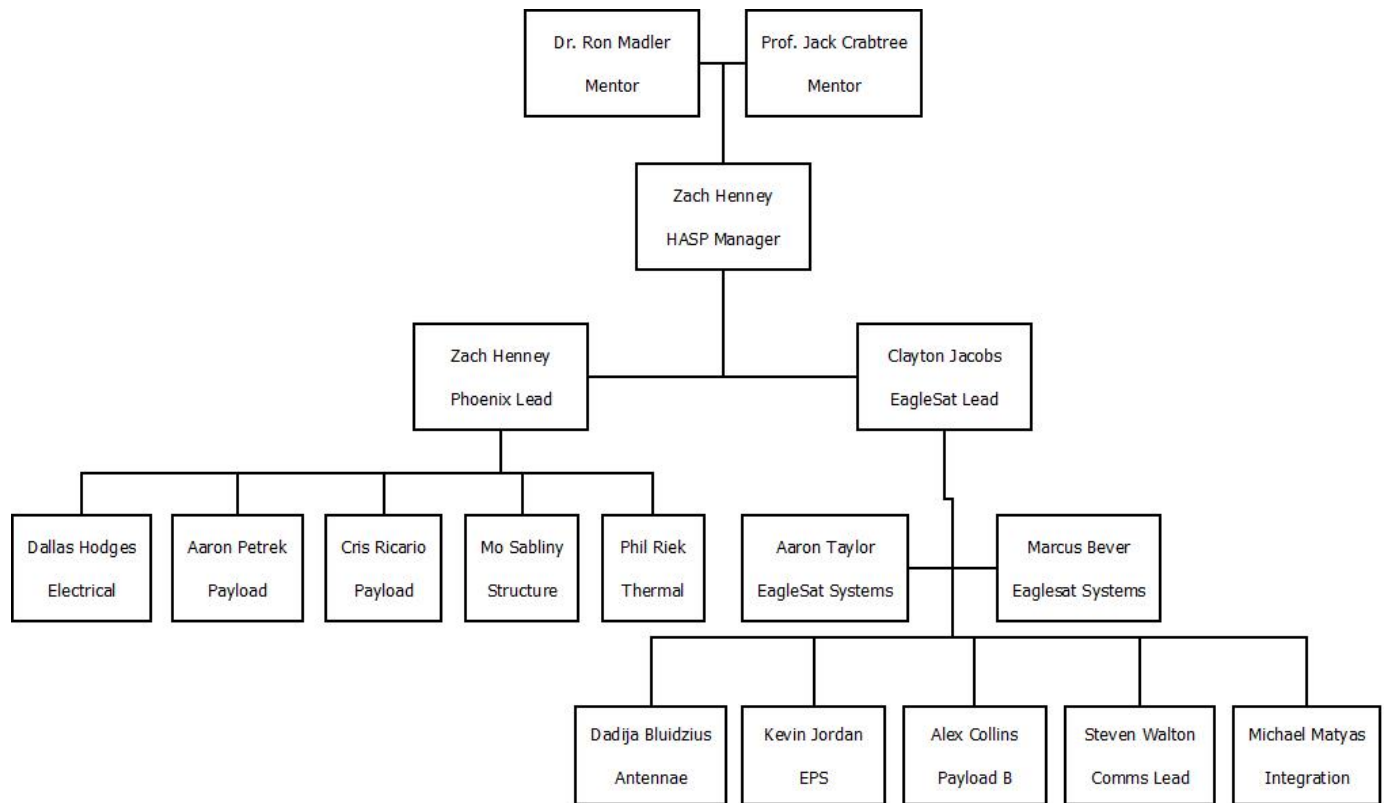 Dr. Ron Madler
Mentor
Prof. Jack Crabtree
Mentor
Zach Henney
HASP Manager
Zach Henney
Phoenix Lead
Clayton Jacobs
EagleSat Lead
Dallas Hodges
Electrical
Aaron Petrek
Payload
Cris Ricario
Payload
Mo Sabliny
Structure
Phil Riek
Thermal
Aaron Taylor
EagleSat Systems
Marcus Bever
Eaglesat Systems
Dadija Bluidzius
Antennae
Kevin Jordan
EPS
Alex Collins
Payload B
Steven Walton
Comms Lead
Michael Matyas
Integration